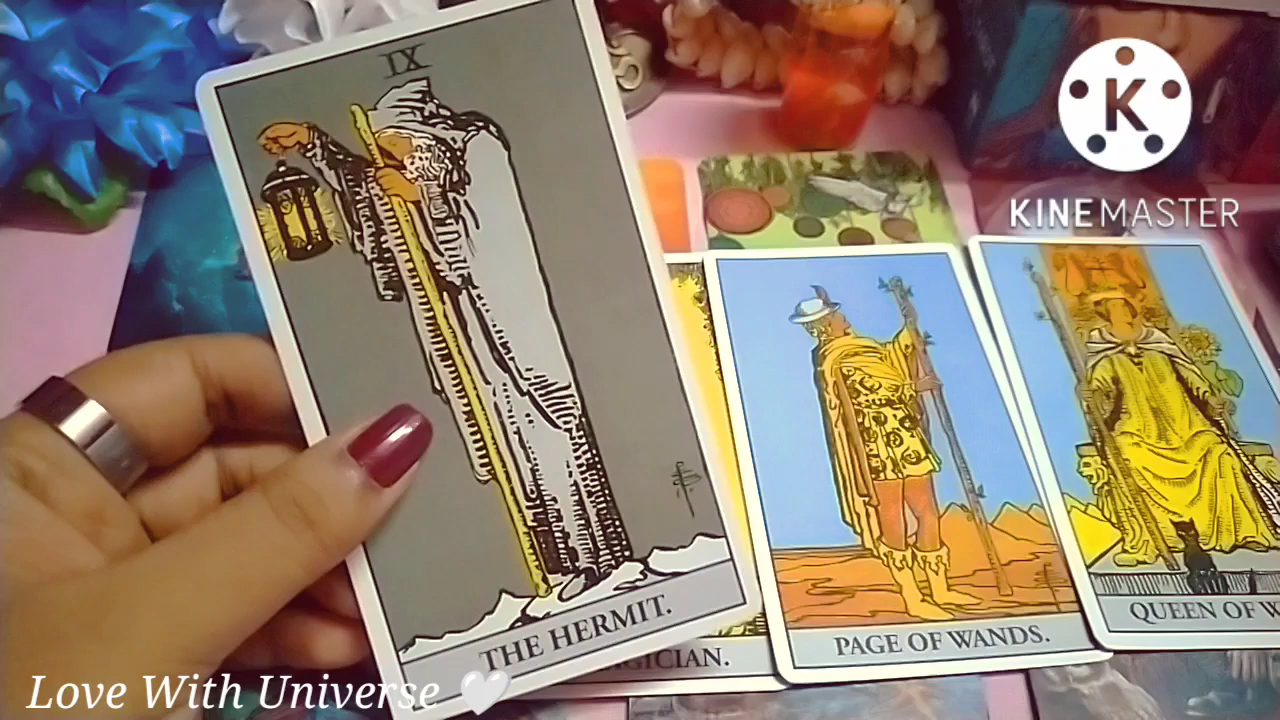 IX
THE HERMIT.
GICIAN.
PAGE OF WANDS.
QUEEN OF W
KINEMASTER
K
Love With Universe 🤍